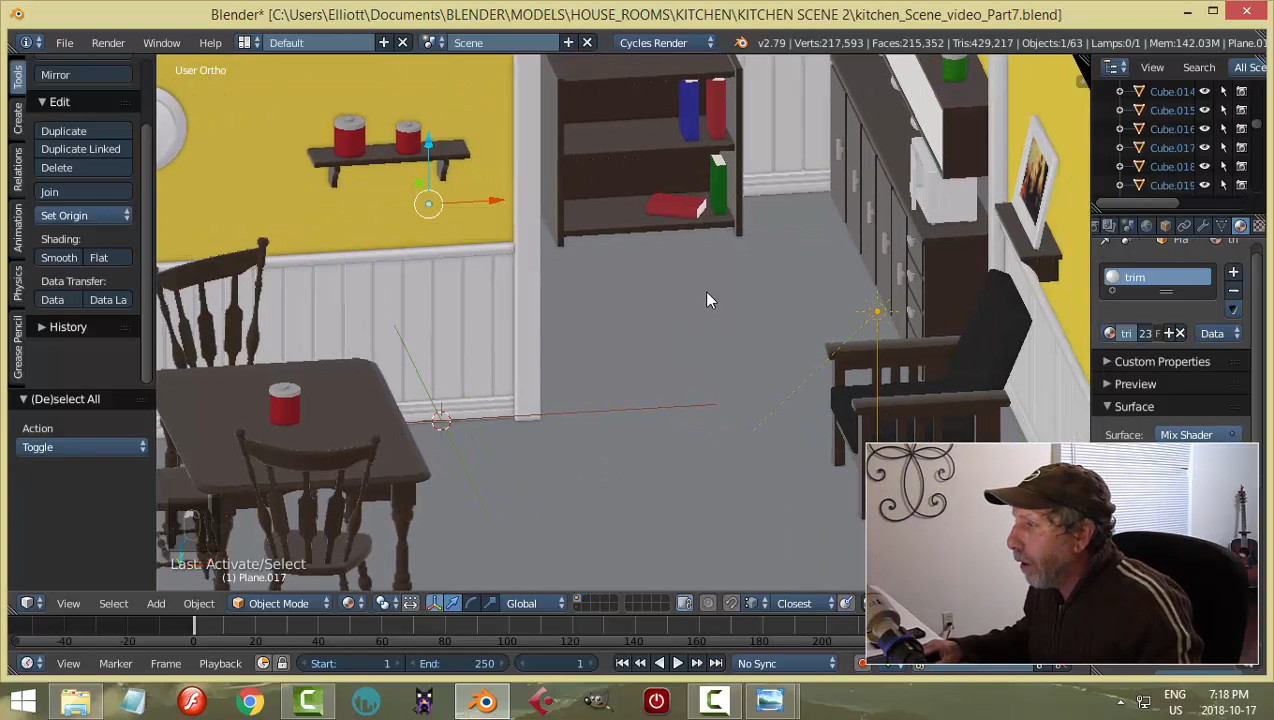 Blender* [C:\Users\Elliott\Documents\BLENDER\MODELS\HOUSE_ROOMS\KITCHEN\KITCHEN SCENE 2\kitchen_Scene_video_Part7.blend]
File Render Window Help Default Scene Cycles Render v2.79 | Verts:217,593 | Faces:215,352 | Tris:429,217 | Objects:1/63 | Lamps:0/1 | Mem:142.03M | Plane.01
User Ortho
View Search All Sce
Tools
Create
Relations
Animation
Physics
Grease Pencil
Mirror
Edit
Duplicate
Duplicate Linked
Delete
Join
Set Origin
Shading:
Smooth Flat
Data Transfer:
Data Data La
History
(De)select All
Action
Toggle
Cube.014
Cube.015
Cube.016
Cube.017
Cube.018
Cube.019
trim
tri 23 F Data
Custom Properties
Preview
Surface
Surface: Mix Shader
Last: Activate/Select
(1) Plane.017
View Select Add Object Object Mode Global Closest
-40 -20 0 20 40 60 80 100 120 140 160 180 200
View Marker Frame Playback Start: 1 End: 250 1 No Sync
ENG
US
7:18 PM
2018-10-17